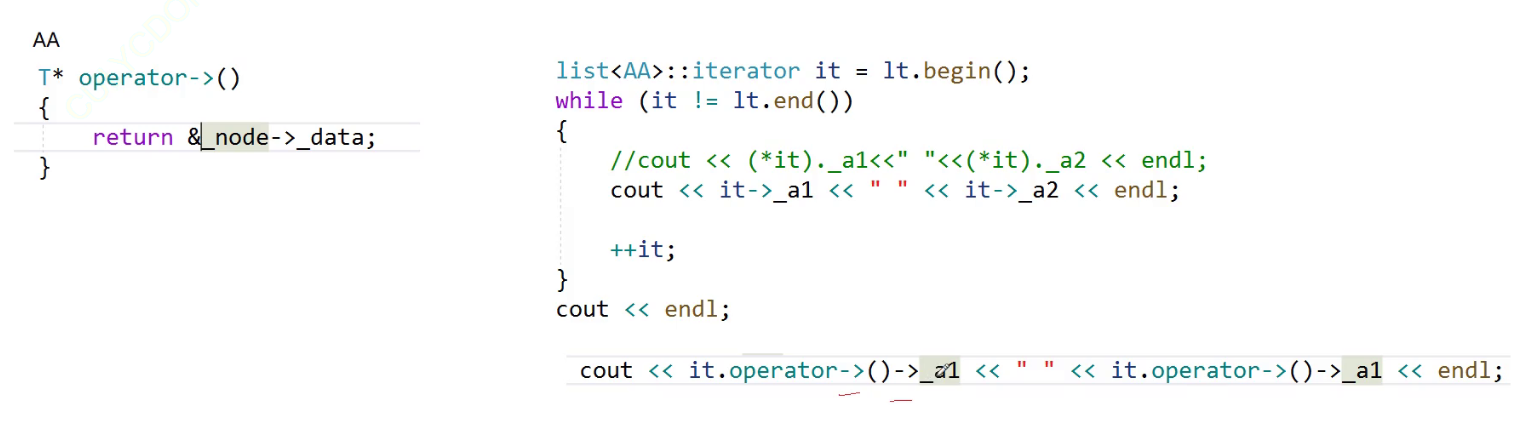 AA
T* operator->()
{
return &_node->_data;
}
list<AA>::iterator it = lt.begin();
while (it != lt.end())
{
//cout << (*it)._a1<<" "<<(*it)._a2 << endl;
cout << it->_a1 << " " << it->_a2 << endl;
++it;
}
cout << endl;
cout << it.operator->()->_a1 << " " << it.operator->()->_a1 << endl;